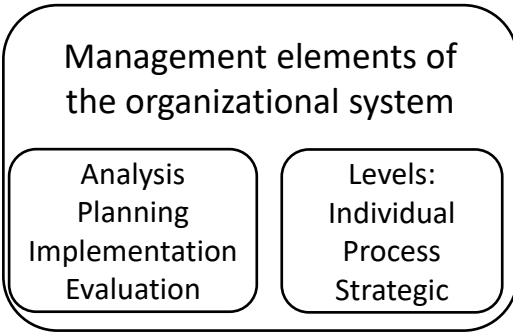 Management elements of
the organizational system
Analysis
Planning
Implementation
Evaluation
Levels:
Individual
Process
Strategic